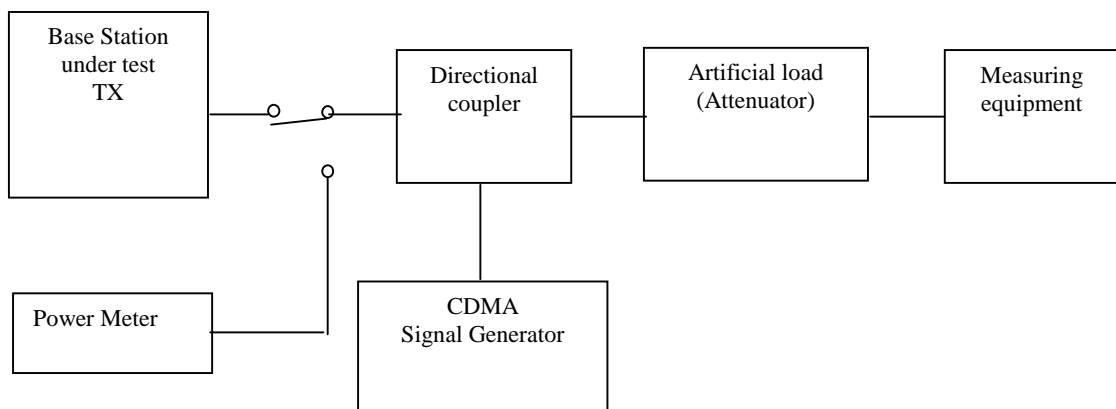 Base Station
under test
TX
Directional
coupler
Artificial load
(Attenuator)
Measuring
equipment
Power Meter
CDMA
Signal Generator